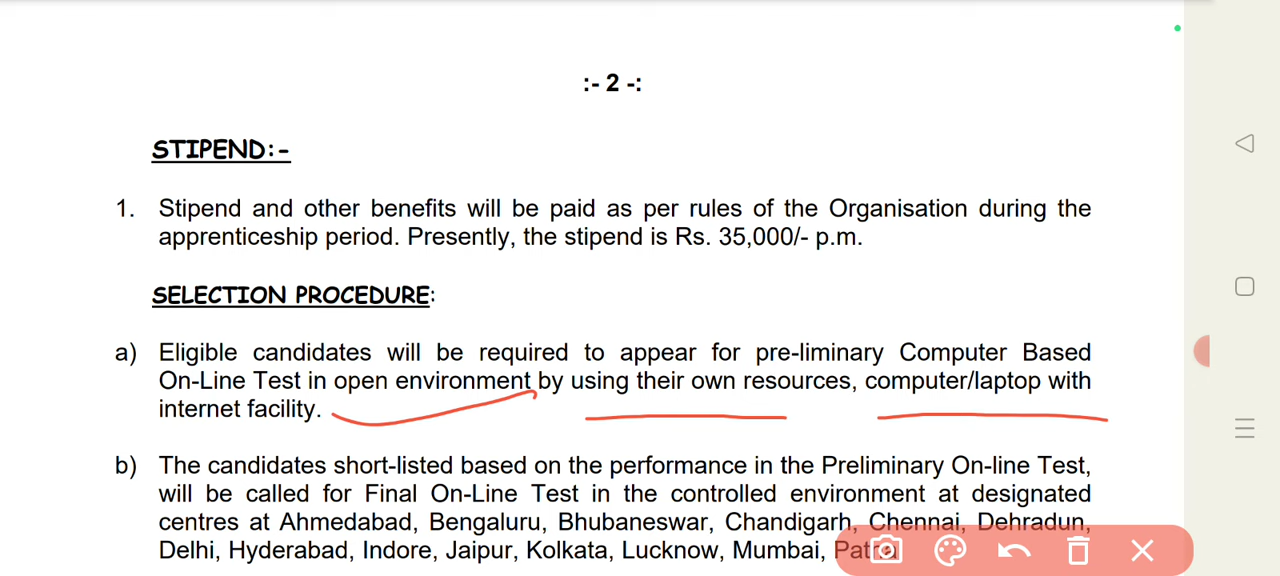 :- 2 -:
STIPEND:-
1. Stipend and other benefits will be paid as per rules of the Organisation during the
apprenticeship period. Presently, the stipend is Rs. 35,000/- p.m.
SELECTION PROCEDURE:
a) Eligible candidates will be required to appear for pre-liminary Computer Based
On-Line Test in open environment by using their own resources, computer/laptop with
internet facility.
b) The candidates short-listed based on the performance in the Preliminary On-line Test,
will be called for Final On-Line Test in the controlled environment at designated
centres at Ahmedabad, Bengaluru, Bhubaneswar, Chandigarh, Chennai, Dehradun,
Delhi, Hyderabad, Indore, Jaipur, Kolkata, Lucknow, Mumbai, Patna